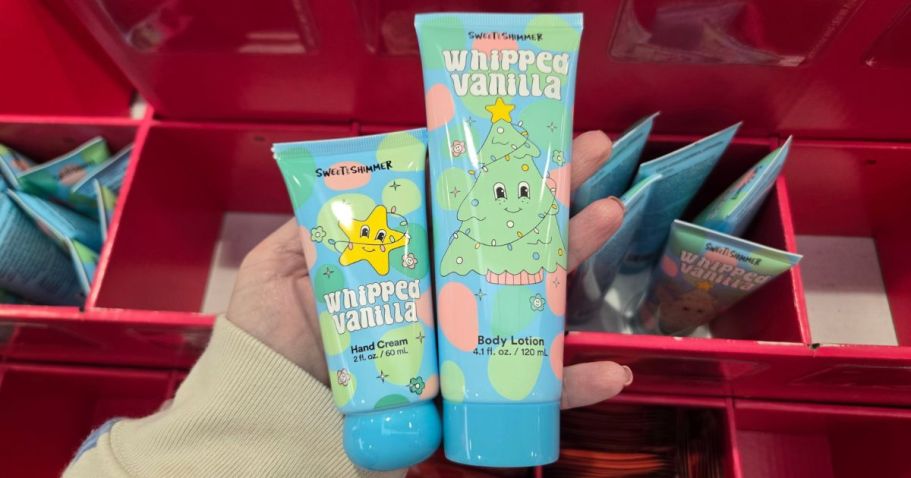 SWEET & SHIMMER
whipped
vanilla
Hand Cream
2 fl. oz. / 60 mL
SWEET & SHIMMER
whipped
vanilla
Body Lotion
4.1 fl. oz. / 120 mL
SWEET & SHIMMER
whipped
vanilla